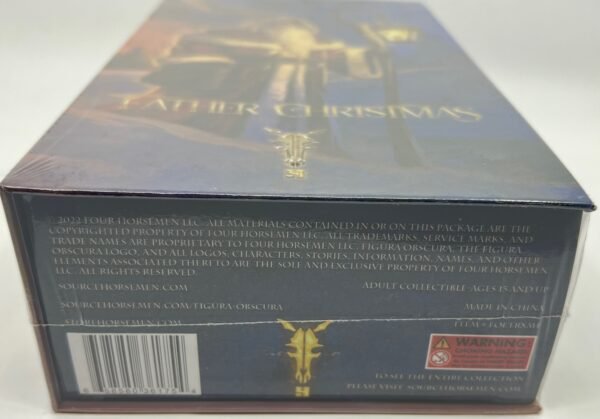 FATHER CHRISTMAS
© 2022 FOUR HORSEMEN LLC. ALL MATERIALS CONTAINED IN OR ON THIS PACKAGE ARE THE
COPYRIGHTED PROPERTY OF FOUR HORSEMEN LLC. ALL TRADEMARKS, SERVICE MARKS, AND
TRADE NAMES ARE PROPRIETARY TO FOUR HORSEMEN LLC. FIGURA OBSCURA, THE FIGURA
OBSCURA LOGO, AND ALL LOGOS, CHARACTERS, STORIES, INFORMATION, NAMES, AND OTHER
ELEMENTS ASSOCIATED THERETO ARE THE SOLE AND EXCLUSIVE PROPERTY OF FOUR HORSEMEN
LLC. ALL RIGHTS RESERVED.
SOURCEHORSEMEN.COM
ADULT COLLECTIBLE-AGES 15 AND UP
SOURCEHORSEMEN.COM/FIGURA-OBSCURA
MADE IN CHINA
STOREHORSEMEN.COM
WARNING:
CHOKING HAZARD
TO SEE THE ENTIRE COLLECTION
PLEASE VISIT SOURCEHORSEMEN.COM